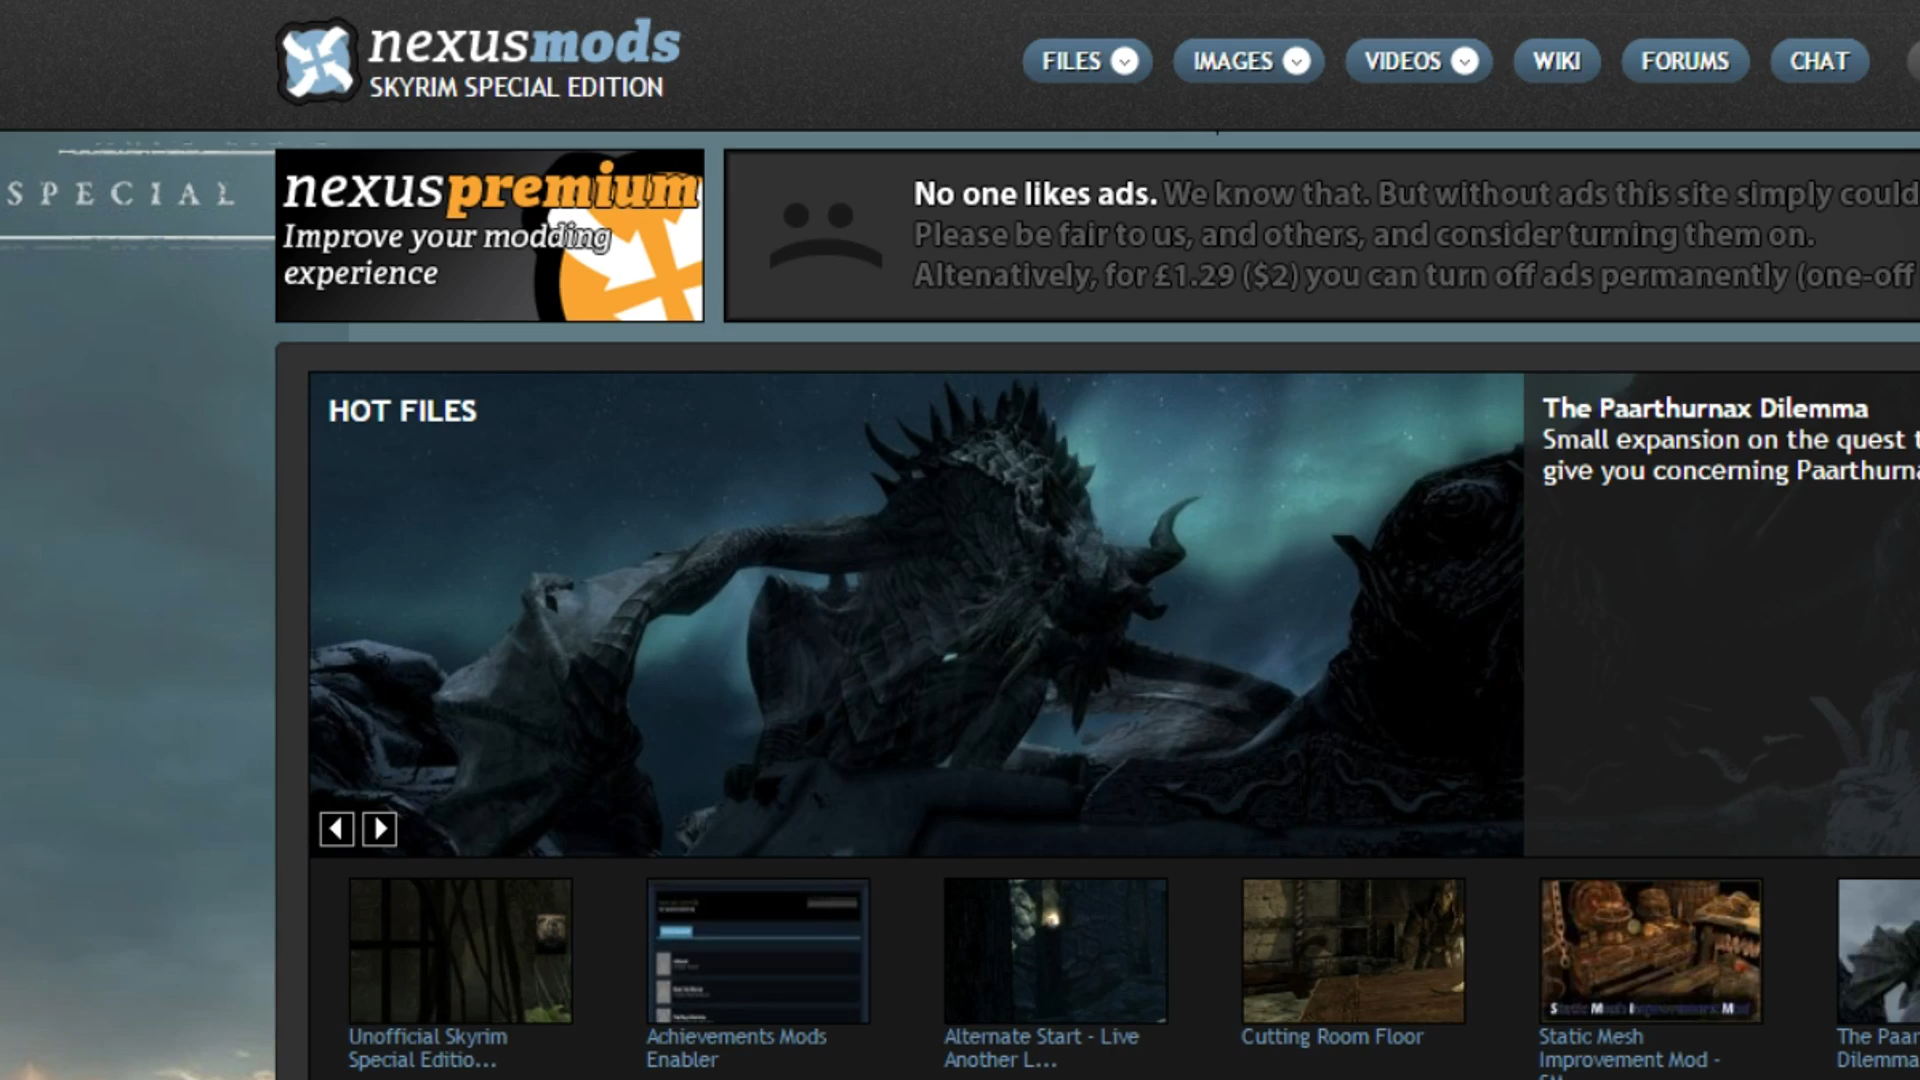 nexusmods
SKYRIM SPECIAL EDITION
FILES
IMAGES
VIDEOS
WIKI
FORUMS
CHAT
SPECIAL
nexuspremium
Improve your modding
experience
No one likes ads. We know that. But without ads this site simply could
Please be fair to us, and others, and consider turning them on.
Altenatively, for £1.29 ($2) you can turn off ads permanently (one-off
HOT FILES
The Paarthurnax Dilemma
Small expansion on the quest t
give you concerning Paarthurna
Unofficial Skyrim
Special Editio...
Achievements Mods
Enabler
Alternate Start - Live
Another L...
Cutting Room Floor
Static Mesh Improvement Mod
Static Mesh
Improvement Mod -
The Paar
Dilemma